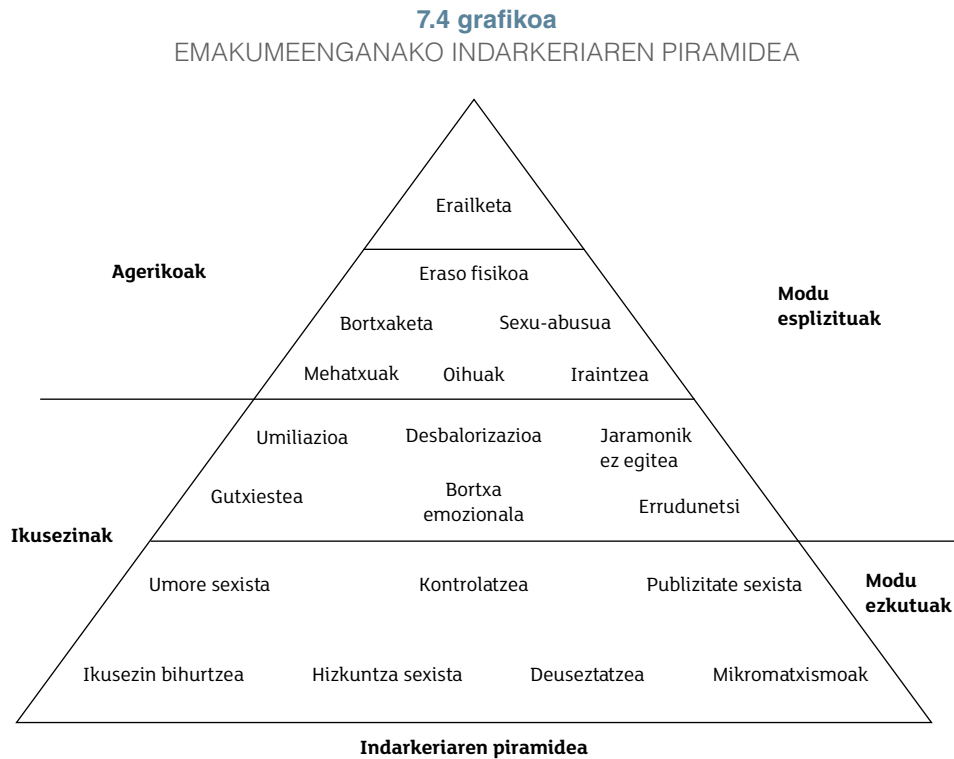 7.4 grafikoa
EMAKUMEENGANAKO INDARKERIAREN PIRAMIDEA
Erailketa
Agerikoak
Eraso fisikoa
Modu
esplizituak
Bortxaketa
Sexu-abusua
Mehatxuak
Oihuak
Iraintzea
Umiliazioa
Desbalorizazioa
Jaramonik
ez egitea
Gutxiestea
Bortxa
emozionala
Errudunetsi
Ikusezinak
Umore sexista
Kontrolatzea
Publizitate sexista
Modu
ezkutuak
Ikusezin bihurtzea
Hizkuntza sexista
Deuseztatzea
Mikromatxismoak
Indarkeriaren piramidea